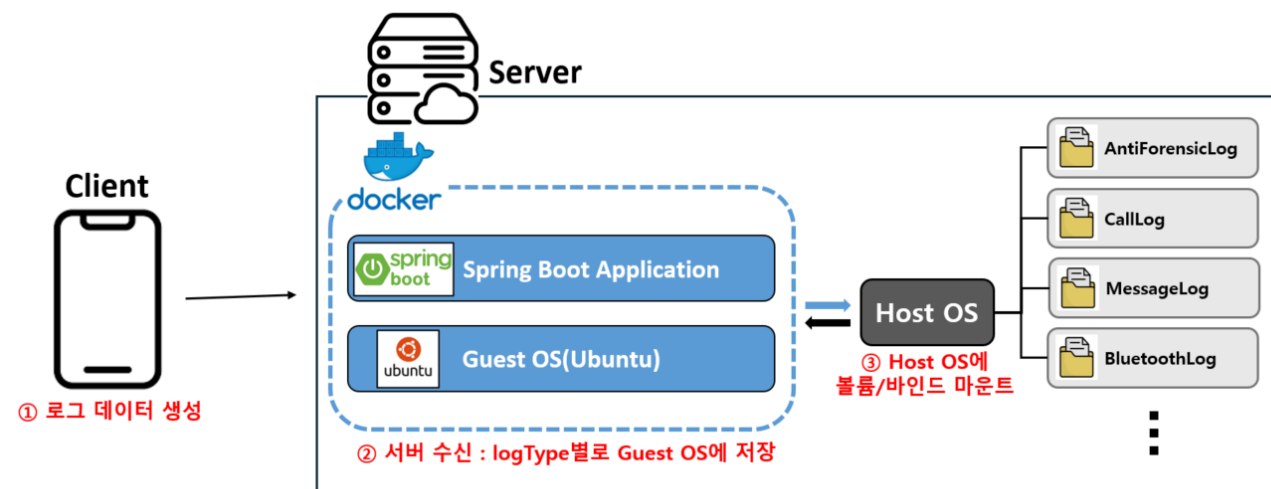 Server
Client
docker
spring
boot
Spring Boot Application
ubuntu
Guest OS(Ubuntu)
Host OS
AntiForensicLog
CallLog
MessageLog
BluetoothLog
① 로그 데이터 생성
② 서버 수신 : logType별로 Guest OS에 저장
③ Host OS에
볼륨/바인드 마운트